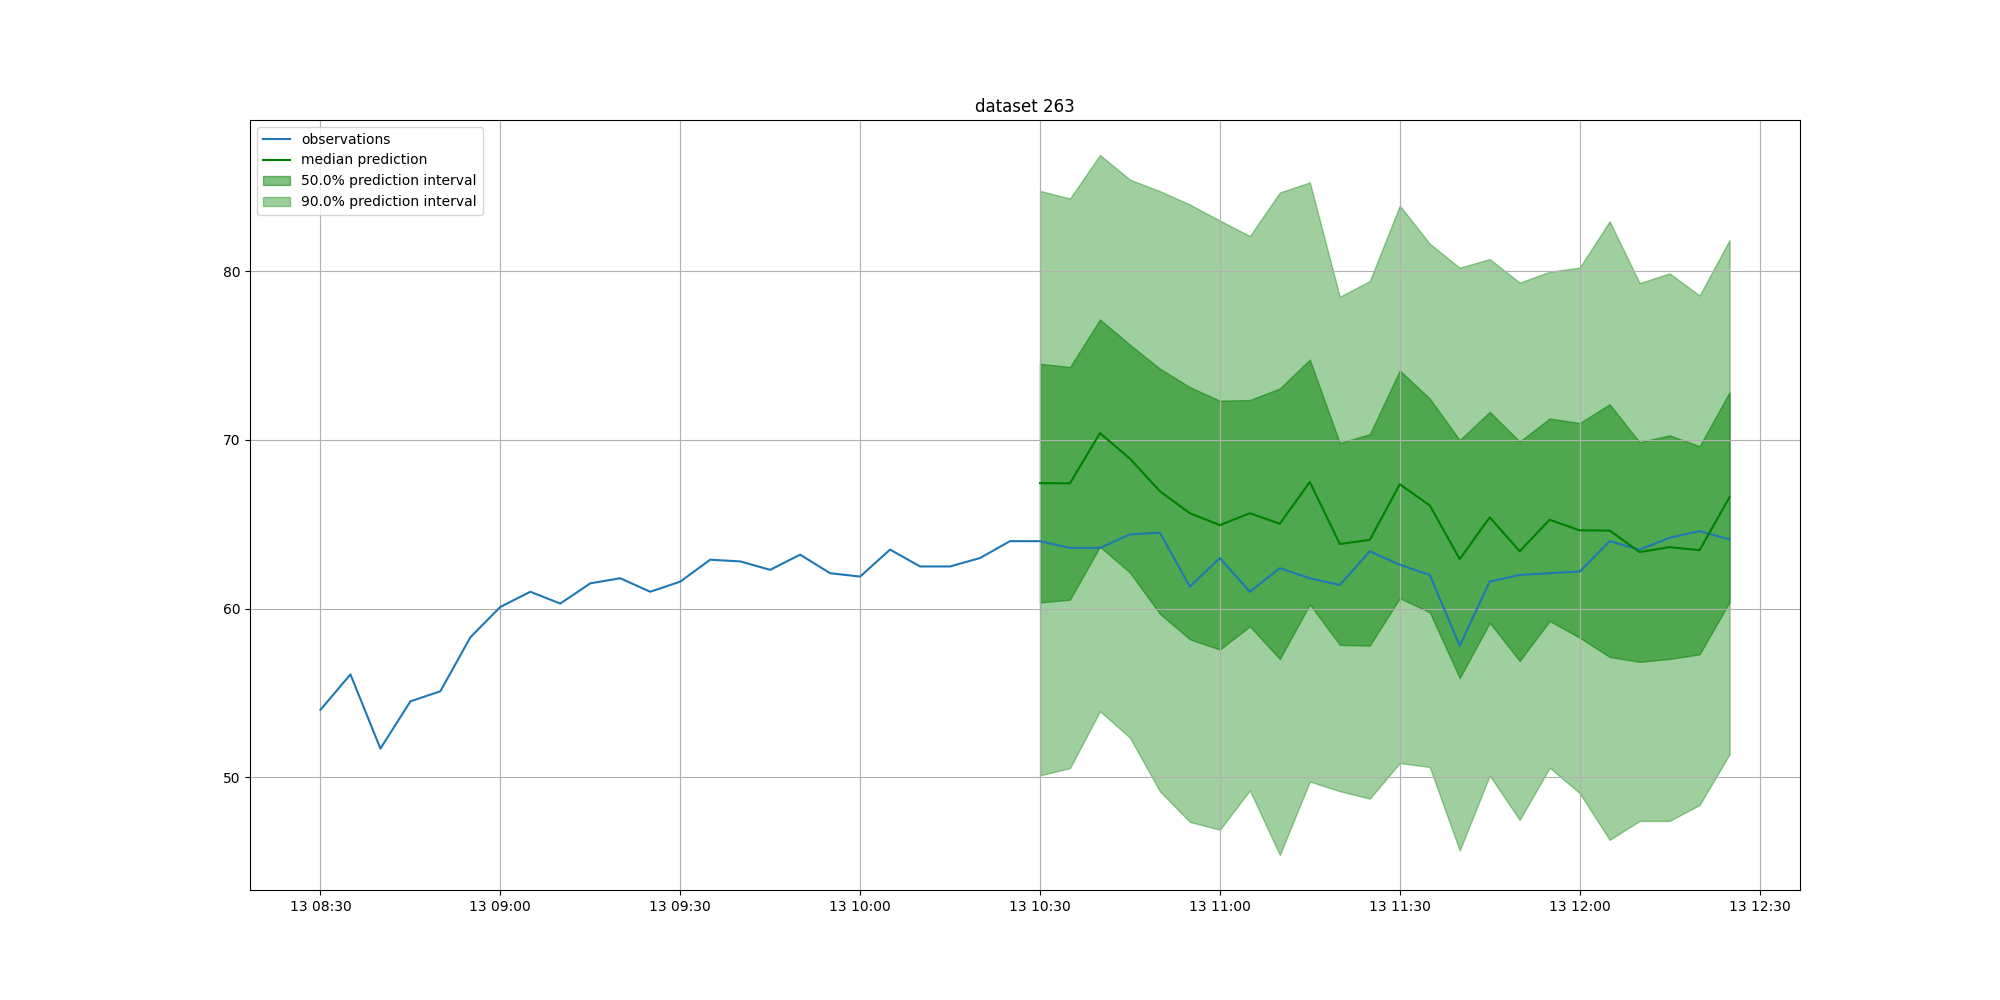 dataset 263
observations
median prediction
50.0% prediction interval
90.0% prediction interval
80
70
60
50
13 08:30
13 09:00
13 09:30
13 10:00
13 10:30
13 11:00
13 11:30
13 12:00
13 12:30